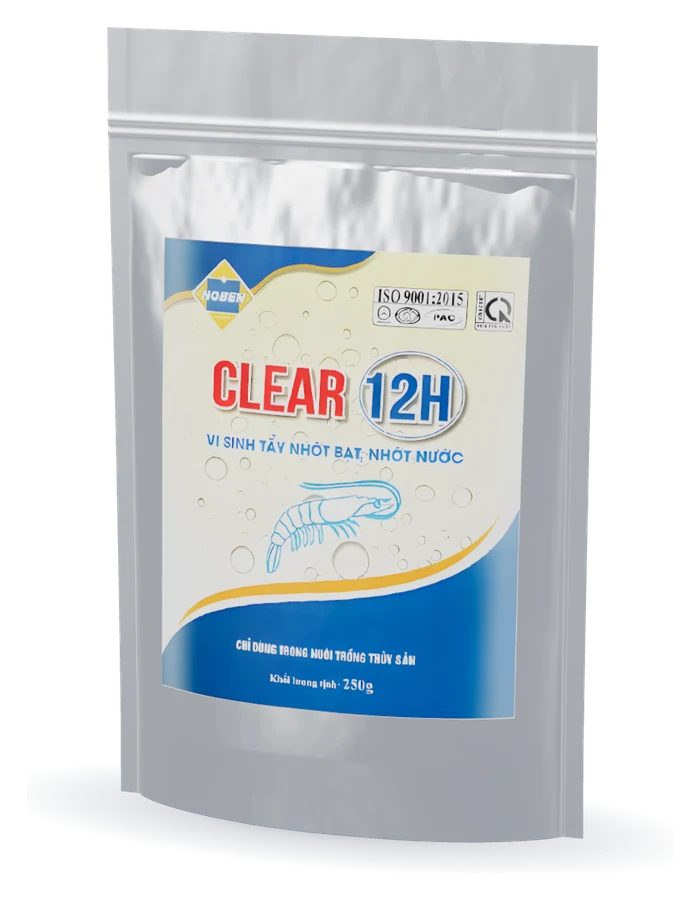 HOBEN
ISO 9001:2015
PAC
CLEAR 12H
VI SINH TẨY NHỚT BẠT, NHỚT NƯỚC
CHỈ DÙNG TRONG NUÔI TRỒNG THỦY SẢN
Khối lượng tịnh: 250g